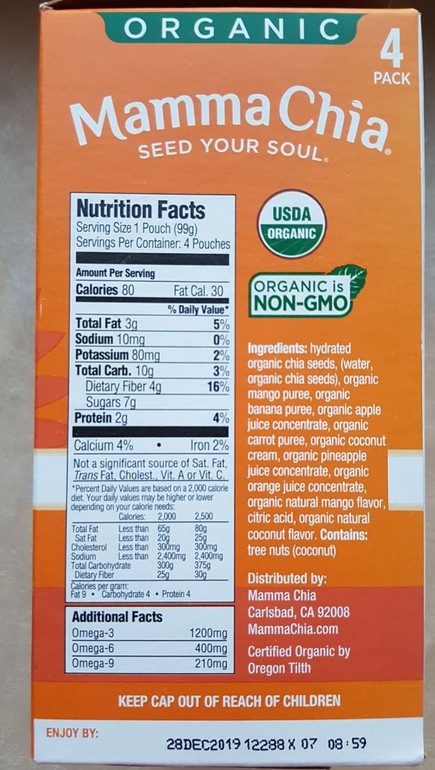 ORGANIC
4
PACK
Mamma Chia®
SEED YOUR SOUL®
Nutrition Facts
Serving Size 1 Pouch (99g)
Servings Per Container: 4 Pouches
Amount Per Serving
Calories 80 Fat Cal. 30
% Daily Value*
Total Fat 3g 5%
Sodium 10mg 0%
Potassium 80mg 2%
Total Carb. 10g 3%
Dietary Fiber 4g 16%
Sugars 7g
Protein 2g 4%
Calcium 4% • Iron 2%
Not a significant source of Sat. Fat,
Trans Fat, Cholest., Vit. A or Vit. C.
*Percent Daily Values are based on a 2,000 calorie
diet. Your daily values may be higher or lower
depending on your calorie needs:
Calories: 2,000 2,500
Total Fat Less than 65g 80g
Sat Fat Less than 20g 25g
Cholesterol Less than 300mg 300mg
Sodium Less than 2,400mg 2,400mg
Total Carbohydrate 300g 375g
Dietary Fiber 25g 30g
Calories per gram:
Fat 9 • Carbohydrate 4 • Protein 4
Additional Facts
Omega-3 1200mg
Omega-6 400mg
Omega-9 210mg
USDA
ORGANIC
ORGANIC is
NON-GMO
Ingredients: hydrated
organic chia seeds, (water,
organic chia seeds), organic
mango puree, organic
banana puree, organic apple
juice concentrate, organic
carrot puree, organic coconut
cream, organic pineapple
juice concentrate, organic
orange juice concentrate,
organic natural mango flavor,
citric acid, organic natural
coconut flavor. Contains:
tree nuts (coconut)
Distributed by:
Mamma Chia
Carlsbad, CA 92008
MammaChia.com
Certified Organic by
Oregon Tilth
KEEP CAP OUT OF REACH OF CHILDREN
ENJOY BY:
28DEC2019 12288 X 07 08:59